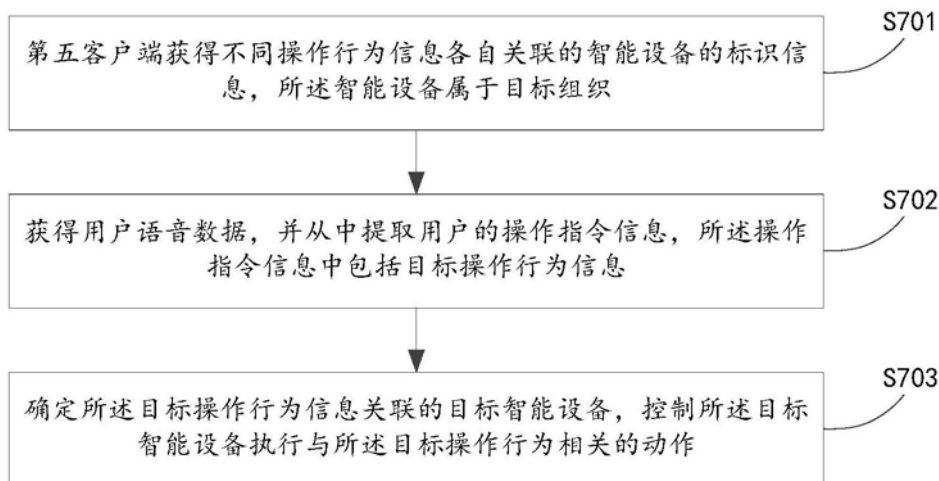 S701
第五客户端获得不同操作行为信息各自关联的智能设备的标识信
息，所述智能设备属于目标组织
S702
获得用户语音数据，并从中提取用户的操作指令信息，所述操作
指令信息中包括目标操作行为信息
S703
确定所述目标操作行为信息关联的目标智能设备，控制所述目标
智能设备执行与所述目标操作行为相关的动作